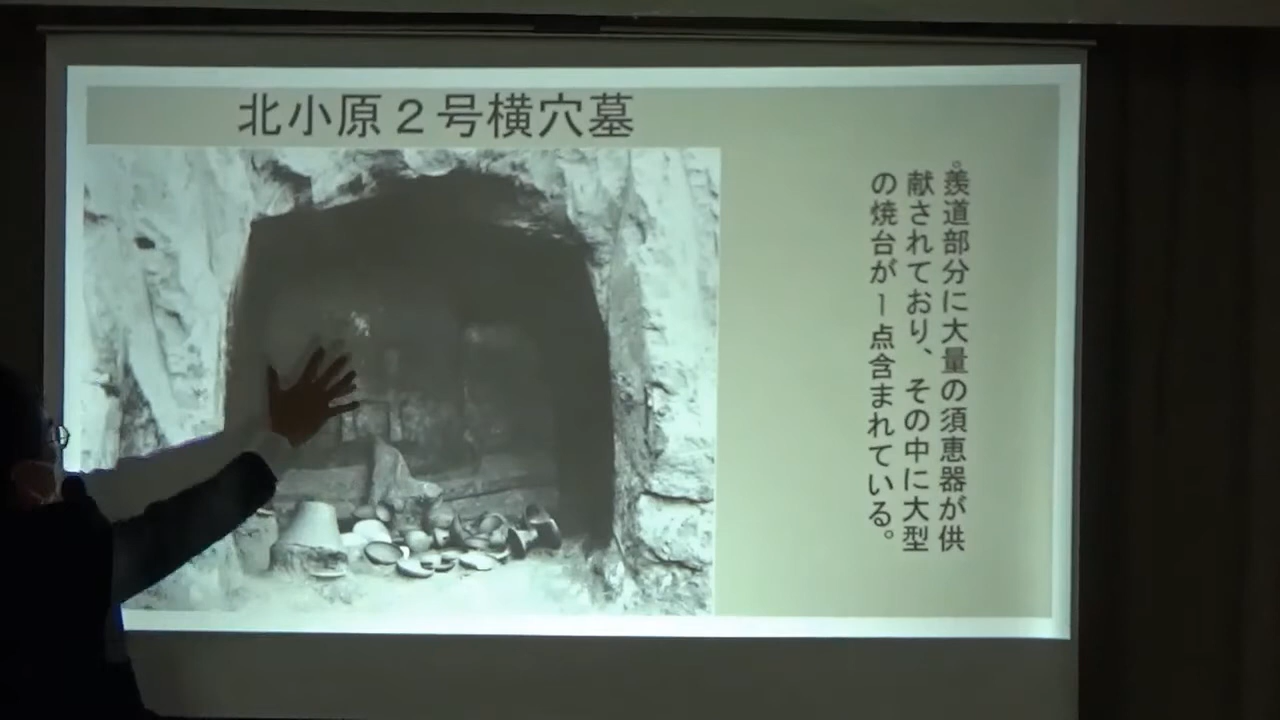 北小原２号横穴墓
○羨道部分に大量の須恵器が供
献されており、その中に大型
の焼台が１点含まれている。